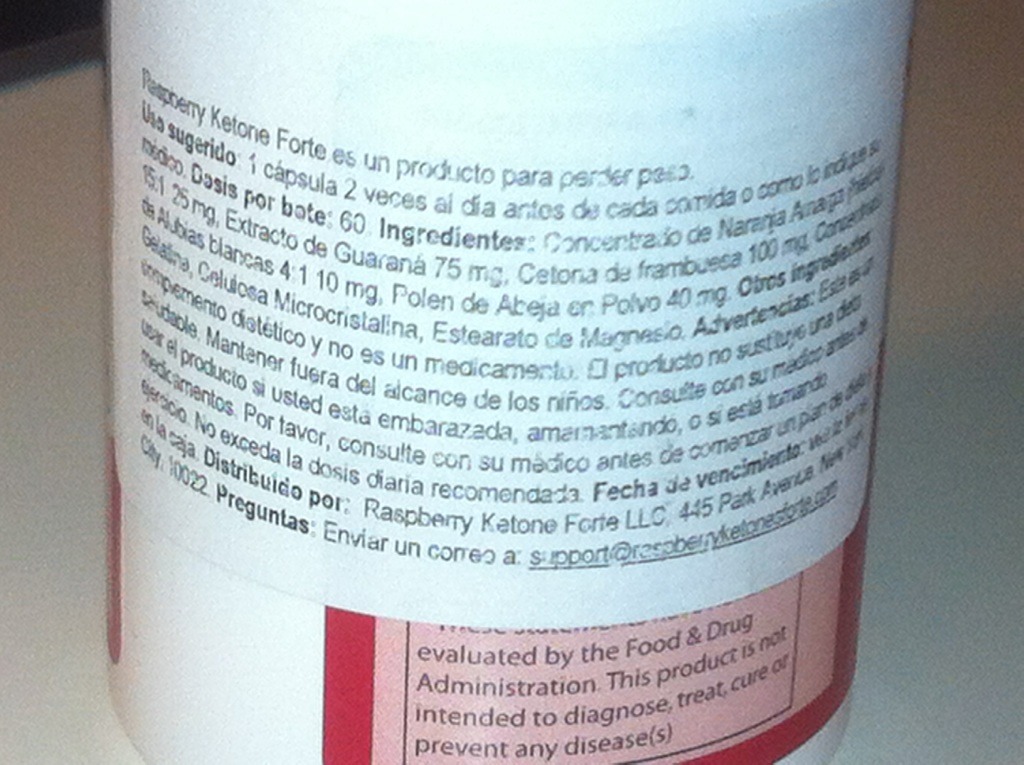 Raspberry Ketone Forte es un producto para perder peso.
Uso sugerido: 1 cápsula 2 veces al día antes de cada comida o como lo indique su
médico. Dosis por bote: 60. Ingredientes: Concentrado de Naranja Amarga
15:1 25 mg, Extracto de Guaraná 75 mg, Cetona de frambuesa 100 mg, Concentrado
de Alubias blancas 4:1 10 mg, Polen de Abeja en Polvo 40 mg. Otros ingredientes:
Gelatina, Celulosa Microcristalina, Estearato de Magnesio. Advertencias: Este es un
complemento dietético y no es un medicamento. El producto no sustituye una dieta
saludable. Mantener fuera del alcance de los niños. Consulte con su médico antes de
usar el producto si usted está embarazada, amamantando, o si está tomando
medicamentos. Por favor, consulte con su médico antes de comenzar un plan de dieta y
ejercicio. No exceda la dosis diaria recomendada. Fecha de vencimiento:
en la caja. Distribuido por: Raspberry Ketone Forte LLC, 445 Park Avenue, New York
City, 10022. Preguntas: Enviar un correo a: support@raspberryketoneforte.com
evaluated by the Food & Drug
Administration. This product is not
intended to diagnose, treat, cure or
prevent any disease(s)